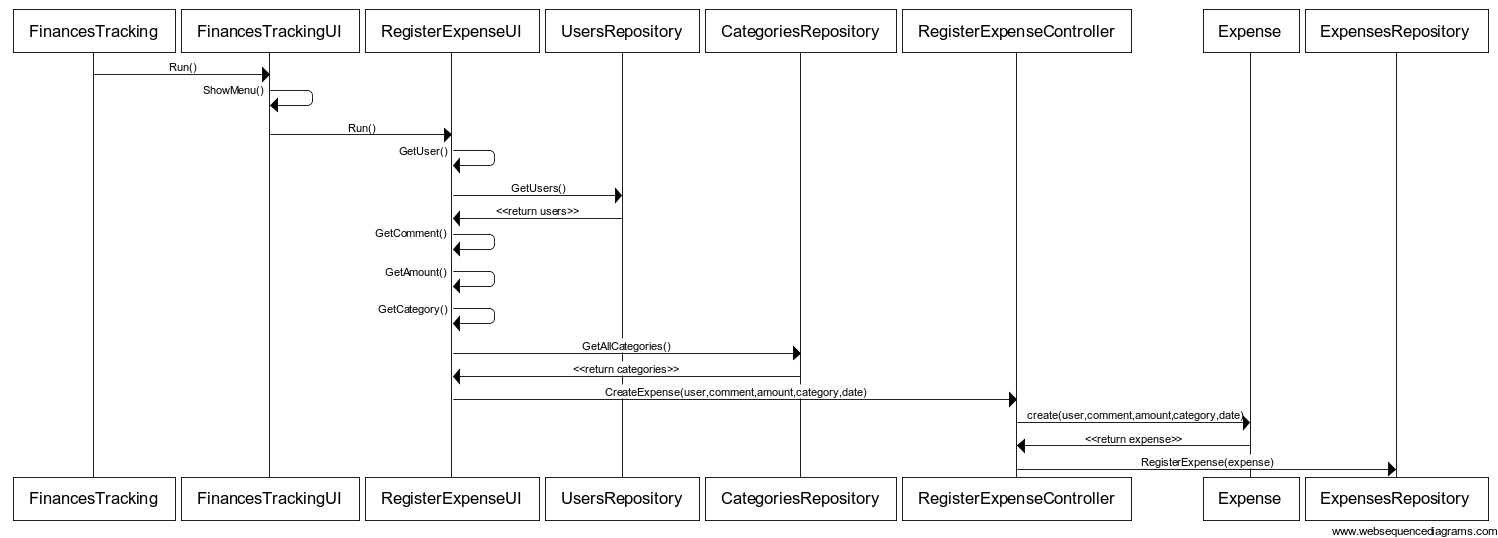 FinancesTracking FinancesTrackingUI RegisterExpenseUI UsersRepository CategoriesRepository RegisterExpenseController Expense ExpensesRepository
Run()
ShowMenu()
Run()
GetUser()
GetUsers()
<<return users>>
GetComment()
GetAmount()
GetCategory()
GetAllCategories()
<<return categories>>
CreateExpense(user,comment,amount,category,date)
create(user,comment,amount,category,date)
<<return expense>>
RegisterExpense(expense)
FinancesTracking FinancesTrackingUI RegisterExpenseUI UsersRepository CategoriesRepository RegisterExpenseController Expense ExpensesRepository
www.websequencediagrams.com